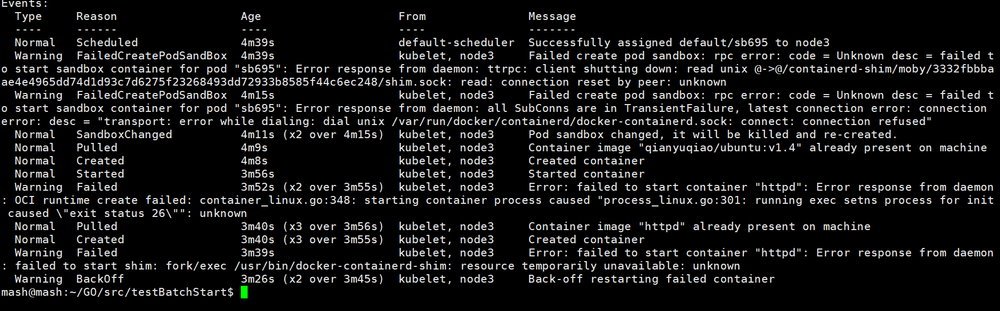 Events:
  Type     Reason                  Age                    From               Message
  ----     ------                  ----                   ----               -------
  Normal   Scheduled               4m39s                  default-scheduler  Successfully assigned default/sb695 to node3
  Warning  FailedCreatePodSandBox  4m39s                  kubelet, node3     Failed create pod sandbox: rpc error: code = Unknown desc = failed t
o start sandbox container for pod "sb695": Error response from daemon: ttrpc: client shutting down: read unix @->@/containerd-shim/moby/3332fbbba
ae4e4965dd74d1d93c7d6275f23268493dd72933b8585f44c6ec248/shim.sock: read: connection reset by peer: unknown
  Warning  FailedCreatePodSandBox  4m15s                  kubelet, node3     Failed create pod sandbox: rpc error: code = Unknown desc = failed t
o start sandbox container for pod "sb695": Error response from daemon: all SubConns are in TransientFailure, latest connection error: connection
error: desc = "transport: error while dialing: dial unix /var/run/docker/containerd/docker-containerd.sock: connect: connection refused"
  Normal   SandboxChanged          4m11s (x2 over 4m15s)  kubelet, node3     Pod sandbox changed, it will be killed and re-created.
  Normal   Pulled                  4m9s                   kubelet, node3     Container image "qianyuqiao/ubuntu:v1.4" already present on machine
  Normal   Created                 4m8s                   kubelet, node3     Created container
  Normal   Started                 3m56s                  kubelet, node3     Started container
  Warning  Failed                  3m52s (x2 over 3m55s)  kubelet, node3     Error: failed to start container "httpd": Error response from daemon
: OCI runtime create failed: container_linux.go:348: starting container process caused "process_linux.go:301: running exec setns process for init
 caused \"exit status 26\"": unknown
  Normal   Pulled                  3m40s (x3 over 3m56s)  kubelet, node3     Container image "httpd" already present on machine
  Normal   Created                 3m40s (x3 over 3m55s)  kubelet, node3     Created container
  Warning  Failed                  3m39s                  kubelet, node3     Error: failed to start container "httpd": Error response from daemon
: failed to start shim: fork/exec /usr/bin/docker-containerd-shim: resource temporarily unavailable: unknown
  Warning  BackOff                 3m26s (x2 over 3m45s)  kubelet, node3     Back-off restarting failed container
mash@mash:~/GO/src/testBatchStart$